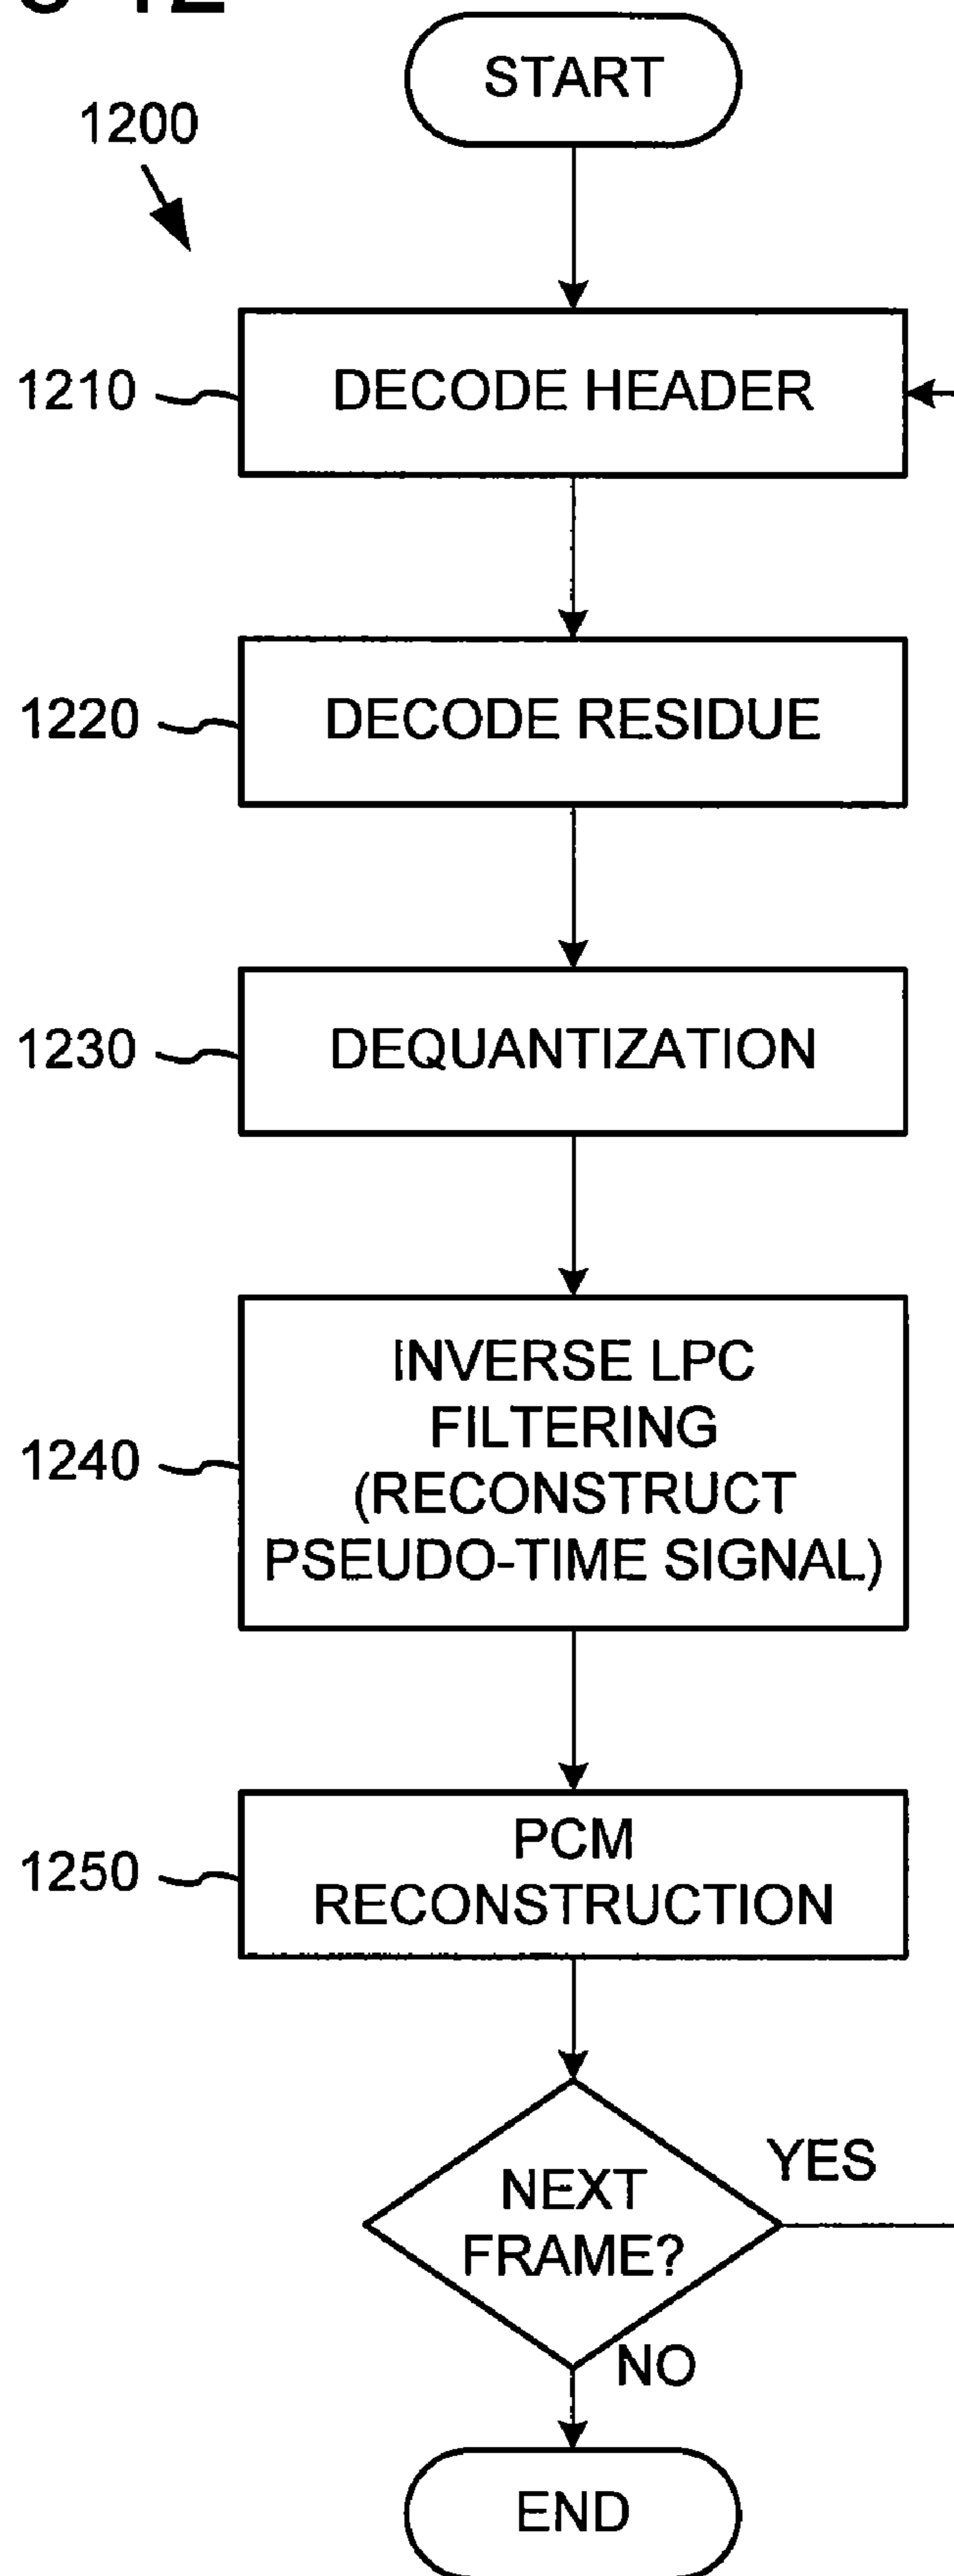 12
START
1200
1210
DECODE HEADER
1220
DECODE RESIDUE
1230
DEQUANTIZATION
1240
INVERSE LPC
FILTERING
(RECONSTRUCT
PSEUDO-TIME SIGNAL)
1250
PCM
RECONSTRUCTION
NEXT
FRAME?
YES
NO
END